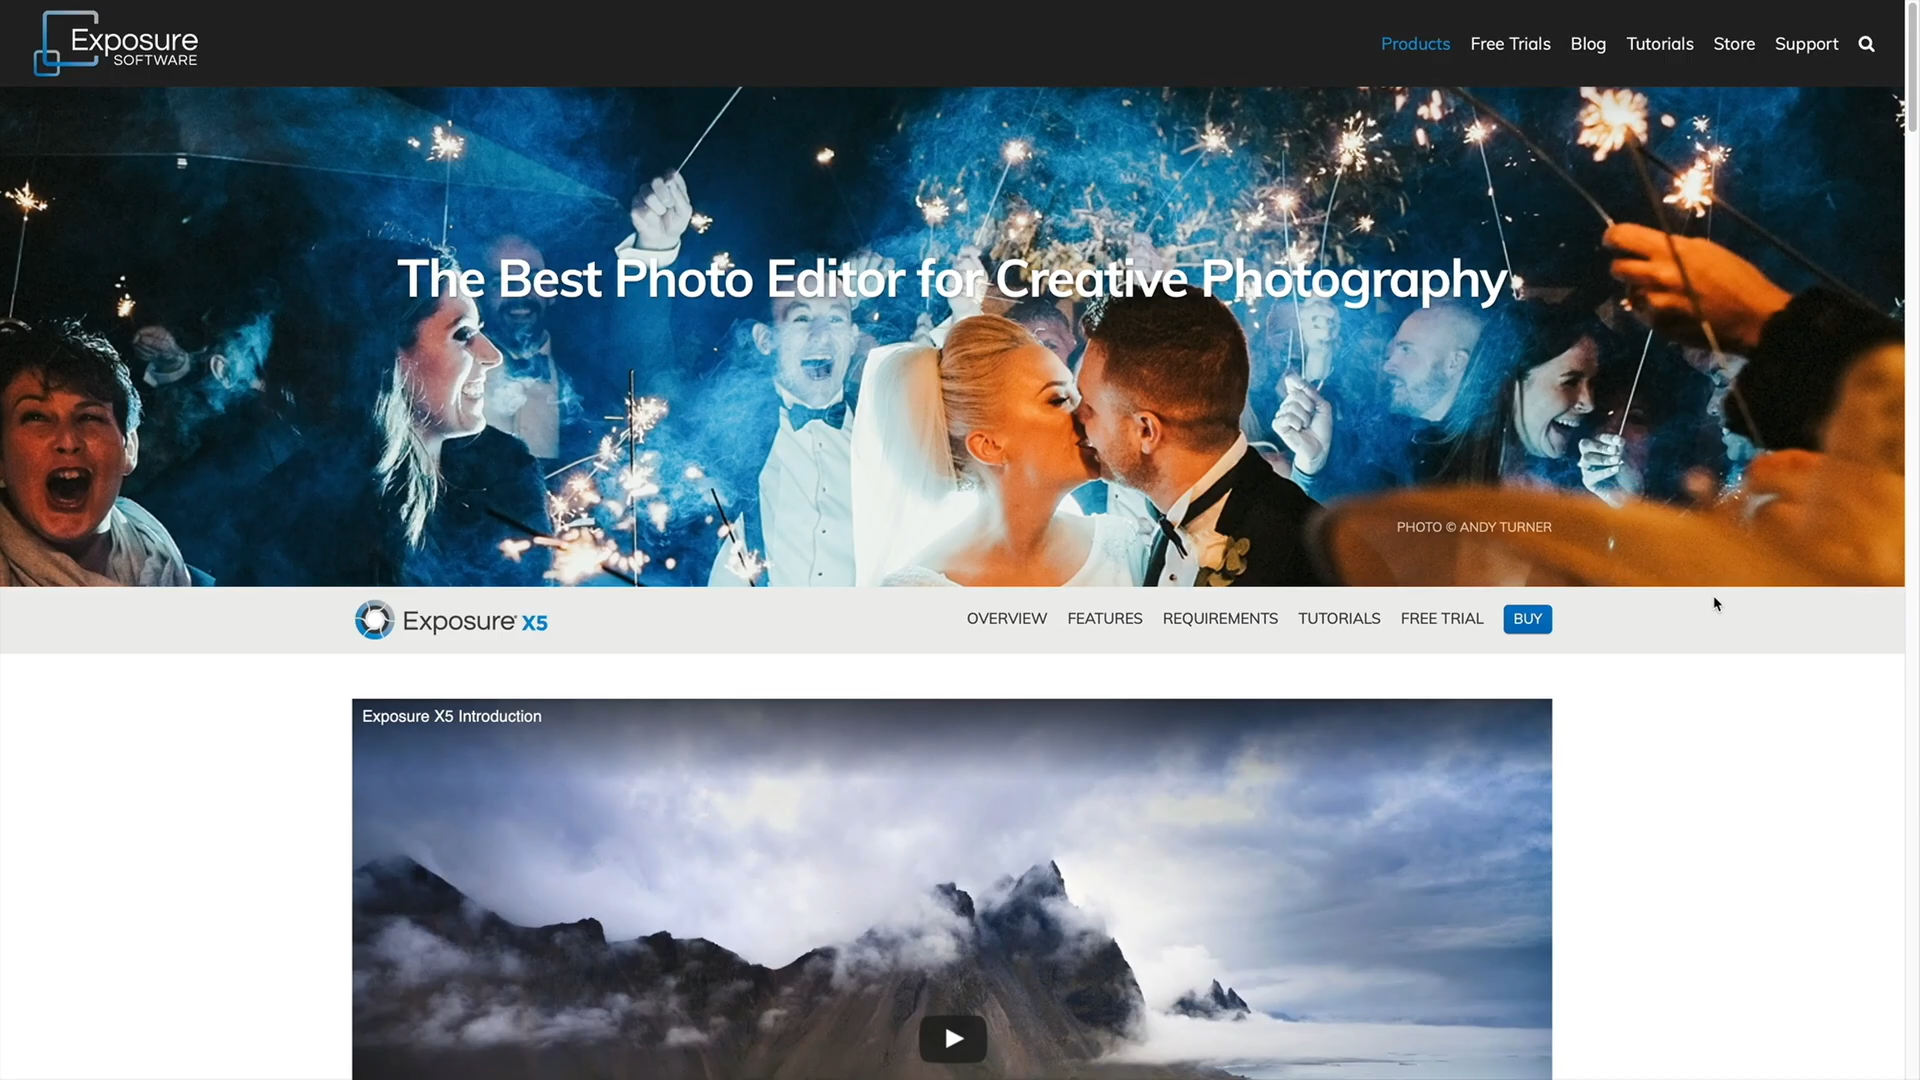 Exposure
SOFTWARE
Products Free Trials Blog Tutorials Store Support
The Best Photo Editor for Creative Photography
PHOTO © ANDY TURNER
Exposure® X5
OVERVIEW FEATURES REQUIREMENTS TUTORIALS FREE TRIAL BUY
Exposure X5 Introduction